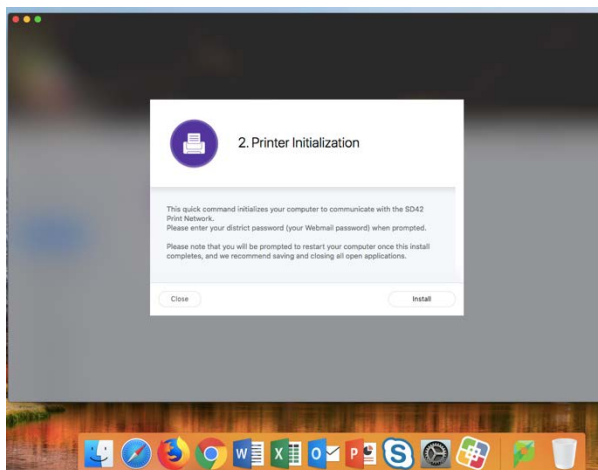 2. Printer Initialization
This quick command initializes your computer to communicate with the SD42
Print Network.
Please enter your district password (your Webmail password) when prompted.
Please note that you will be prompted to restart your computer once this install
completes, and we recommend saving and closing all open applications.
Close
Install
W
X
O
P
S